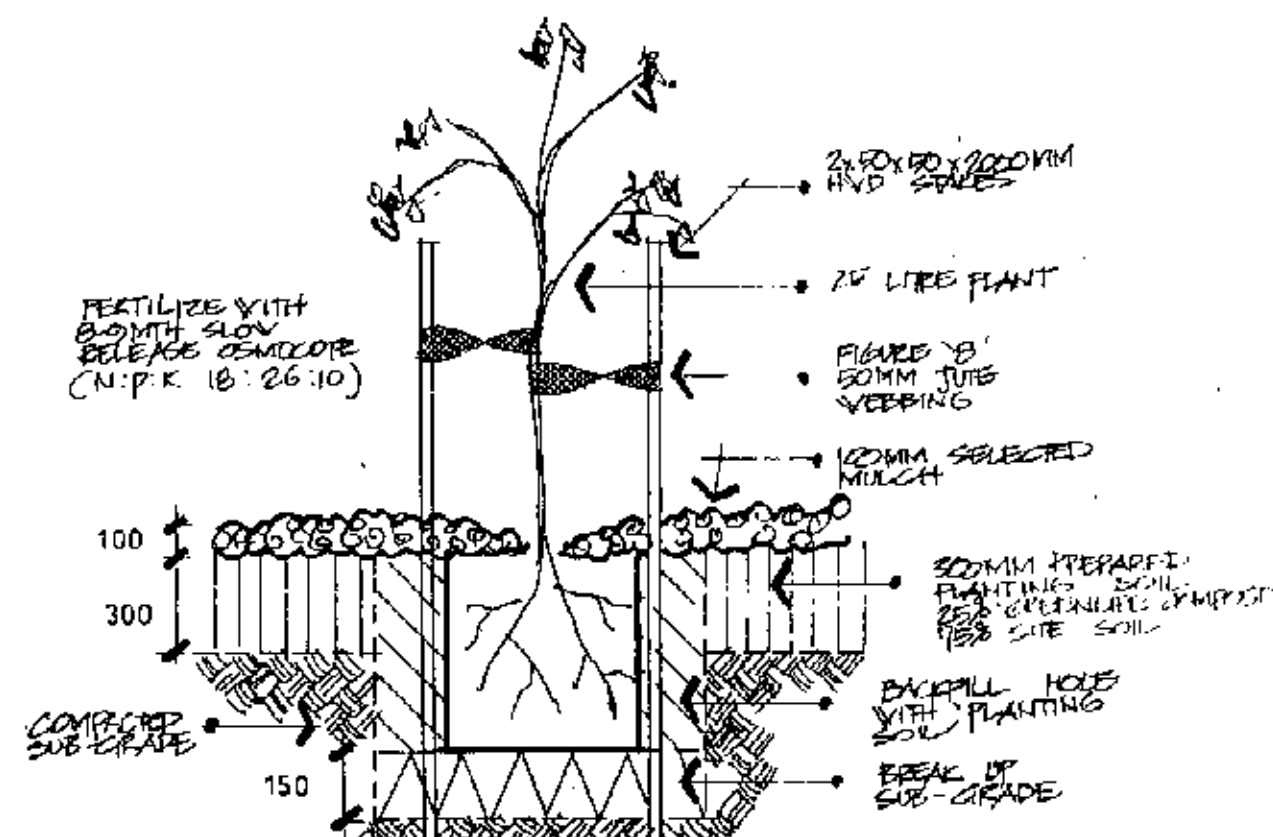 2x50x50x2000MM
HWD STAKES
25 LITRE PLANT
FERTILIZE WITH
8-9MTH SLOW
RELEASE OSMOCOTE
(N:P:K 18:26:10)
FIGURE '8'
50MM JUTE
WEBBING
100MM SELECTED
MULCH
100
300
300MM PREPARED
PLANTING SOIL
25% COMPOST
75% SITE SOIL
COMPACTED
SUB-GRADE
BACKFILL HOLE
WITH PLANTING
SOIL
150
BREAK UP
SUB-GRADE